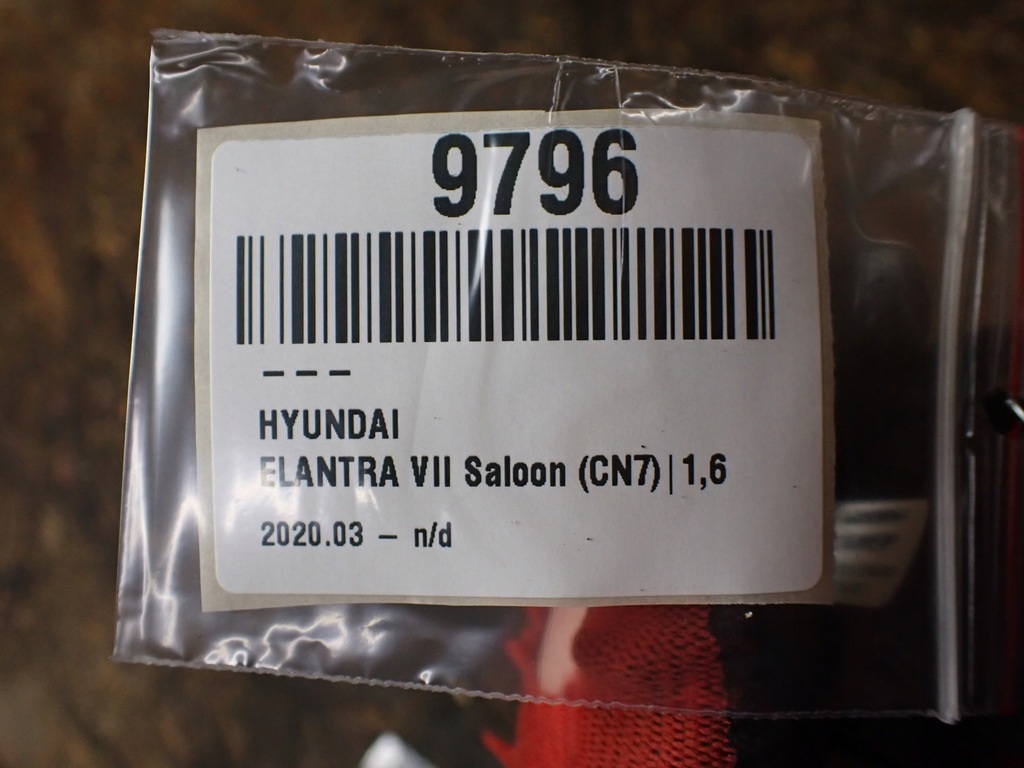 9796
---
HYUNDAI
ELANTRA VII Saloon (CN7)|1,6
2020.03 – n/d